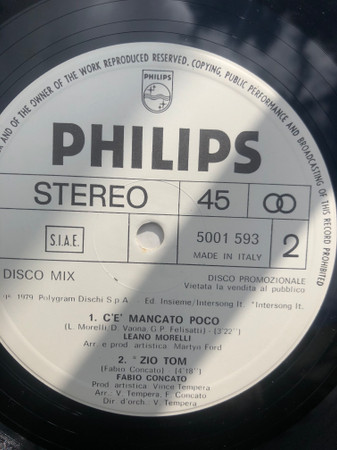 AND OF THE OWNER OF THE WORK REPRODUCED RESERVED. COPYING, PUBLIC PERFORMANCE AND BROADCASTING OF THIS RECORD PROHIBITED
PHILIPS
PHILIPS
STEREO 45
S.I.A.E. 5001 593 2
MADE IN ITALY
DISCO MIX DISCO PROMOZIONALE
Vietata la vendita al pubblico
1979 Polygram Dischi S.p.A Ed. Insieme/Intersong It. °Intersong It.
1. C'E' MANCATO POCO
(L. Morelli D. Vaona, G.P. Felisatti) - (3'22")
LEANO MORELLI
Arr. e prod. artistica Martyn Ford
2. °ZIO TOM
(Fabio Concato) - (4'18")
FABIO CONCATO
Prod artistica: Vince Tempera
Arr.: V. Tempera, F. Concato
Dir. d'orch.: V. Tempera